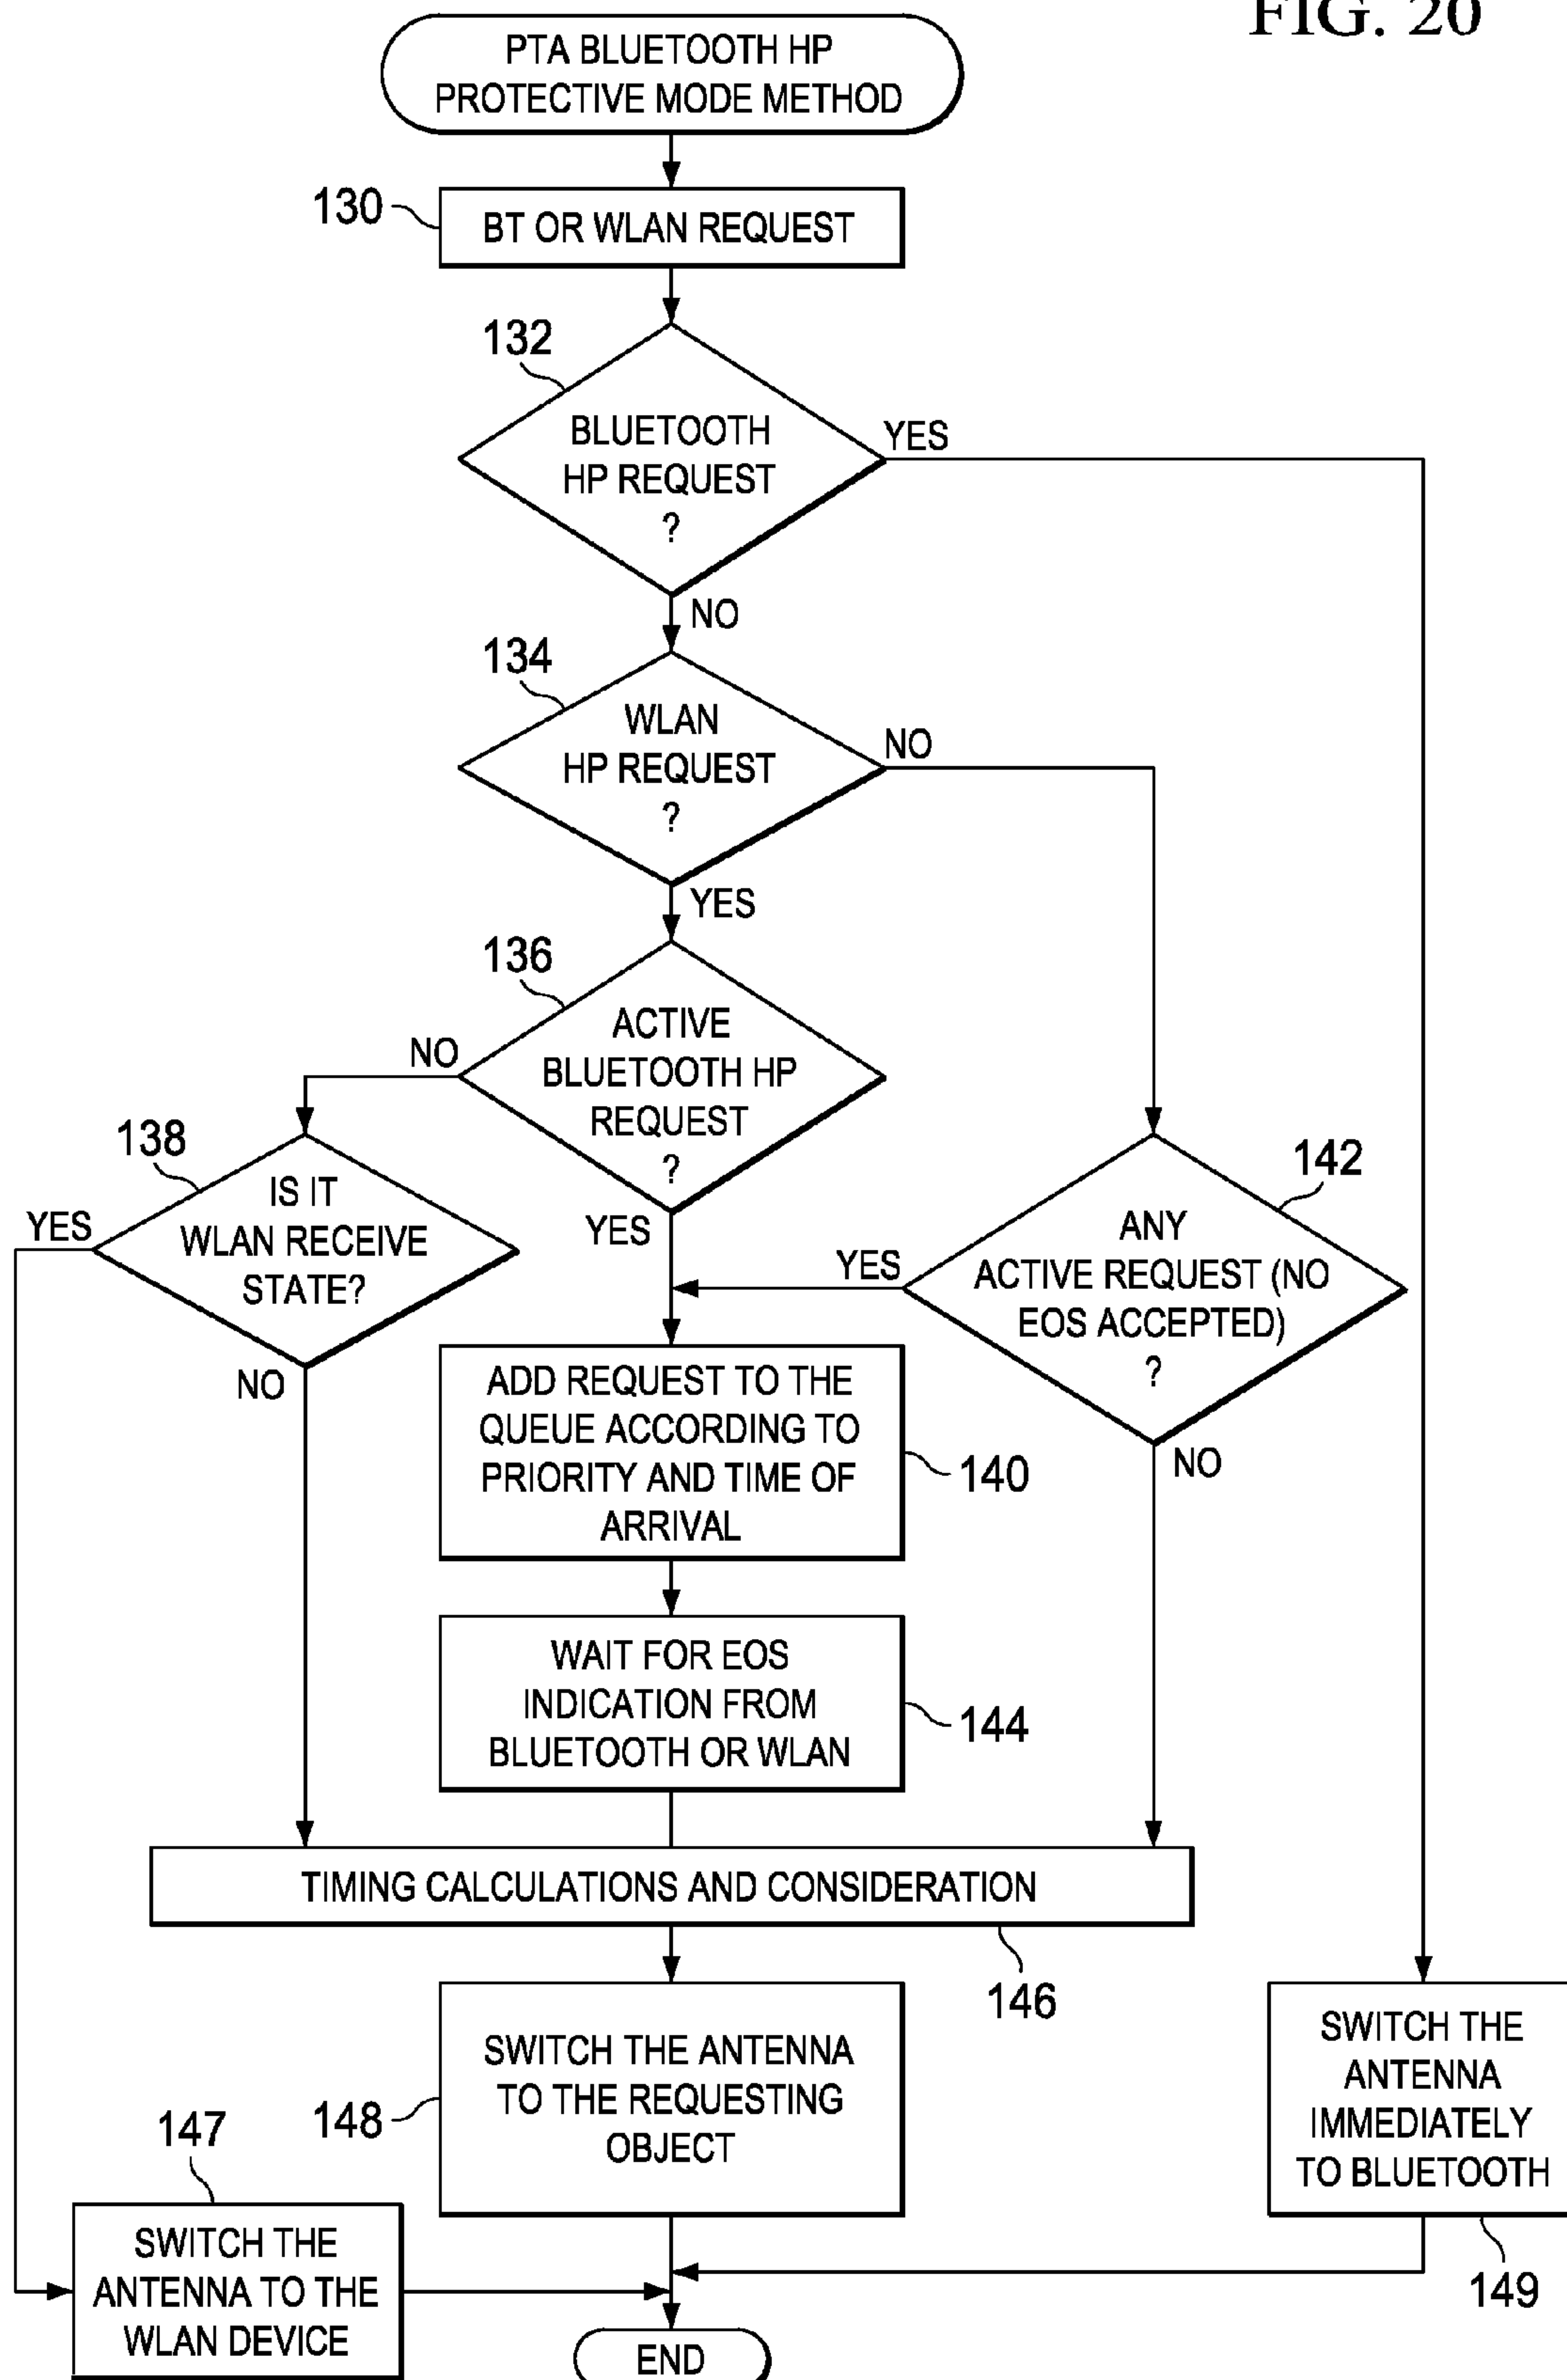 FIG. 20
PTA BLUETOOTH HP
PROTECTIVE MODE METHOD
130
BT OR WLAN REQUEST
132
BLUETOOTH
HP REQUEST
?
YES
NO
134
WLAN
HP REQUEST
?
NO
YES
136
ACTIVE
BLUETOOTH HP
REQUEST
?
NO
YES
138
IS IT
WLAN RECEIVE
STATE?
YES
NO
142
ANY
ACTIVE REQUEST (NO
EOS ACCEPTED)
?
YES
NO
ADD REQUEST TO THE
QUEUE ACCORDING TO
PRIORITY AND TIME OF
ARRIVAL
140
WAIT FOR EOS
INDICATION FROM
BLUETOOTH OR WLAN
144
TIMING CALCULATIONS AND CONSIDERATION
146
SWITCH THE ANTENNA
TO THE REQUESTING
OBJECT
148
SWITCH THE
ANTENNA
IMMEDIATELY
TO BLUETOOTH
149
147
SWITCH THE
ANTENNA TO THE
WLAN DEVICE
END